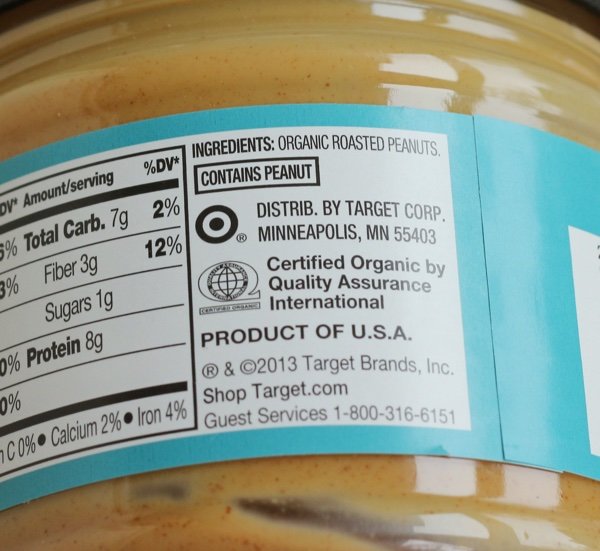 DV* Amount/serving %DV*
Total Carb. 7g 2%
3% Fiber 3g 12%
Sugars 1g
0% Protein 8g
0%
C 0% • Calcium 2% • Iron 4%
INGREDIENTS: ORGANIC ROASTED PEANUTS.
CONTAINS PEANUT
DISTRIB. BY TARGET CORP.
®
MINNEAPOLIS, MN 55403
Certified Organic by
Quality Assurance
International
CERTIFIED ORGANIC
PRODUCT OF U.S.A.
® & ©2013 Target Brands, Inc.
Shop Target.com
Guest Services 1-800-316-6151